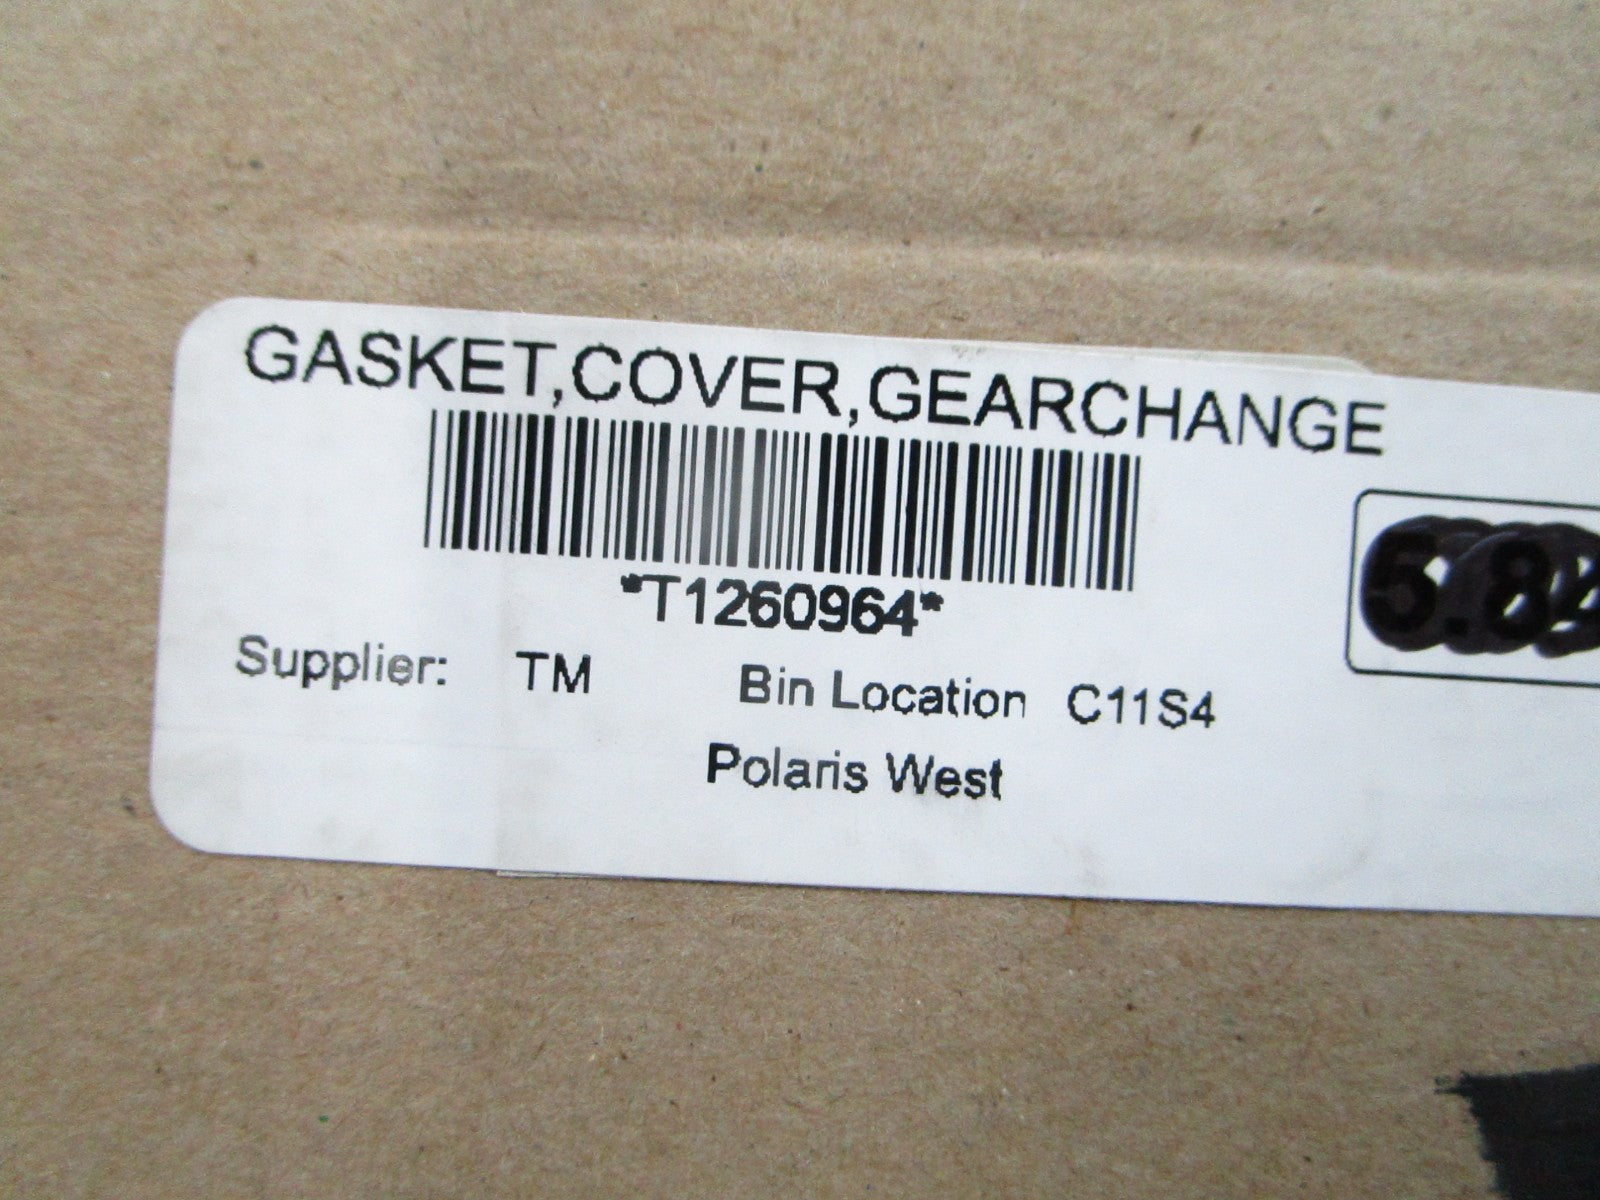 GASKET,COVER,GEARCHANGE
*T1260964*
Supplier: TM Bin Location C11S4
Polaris West